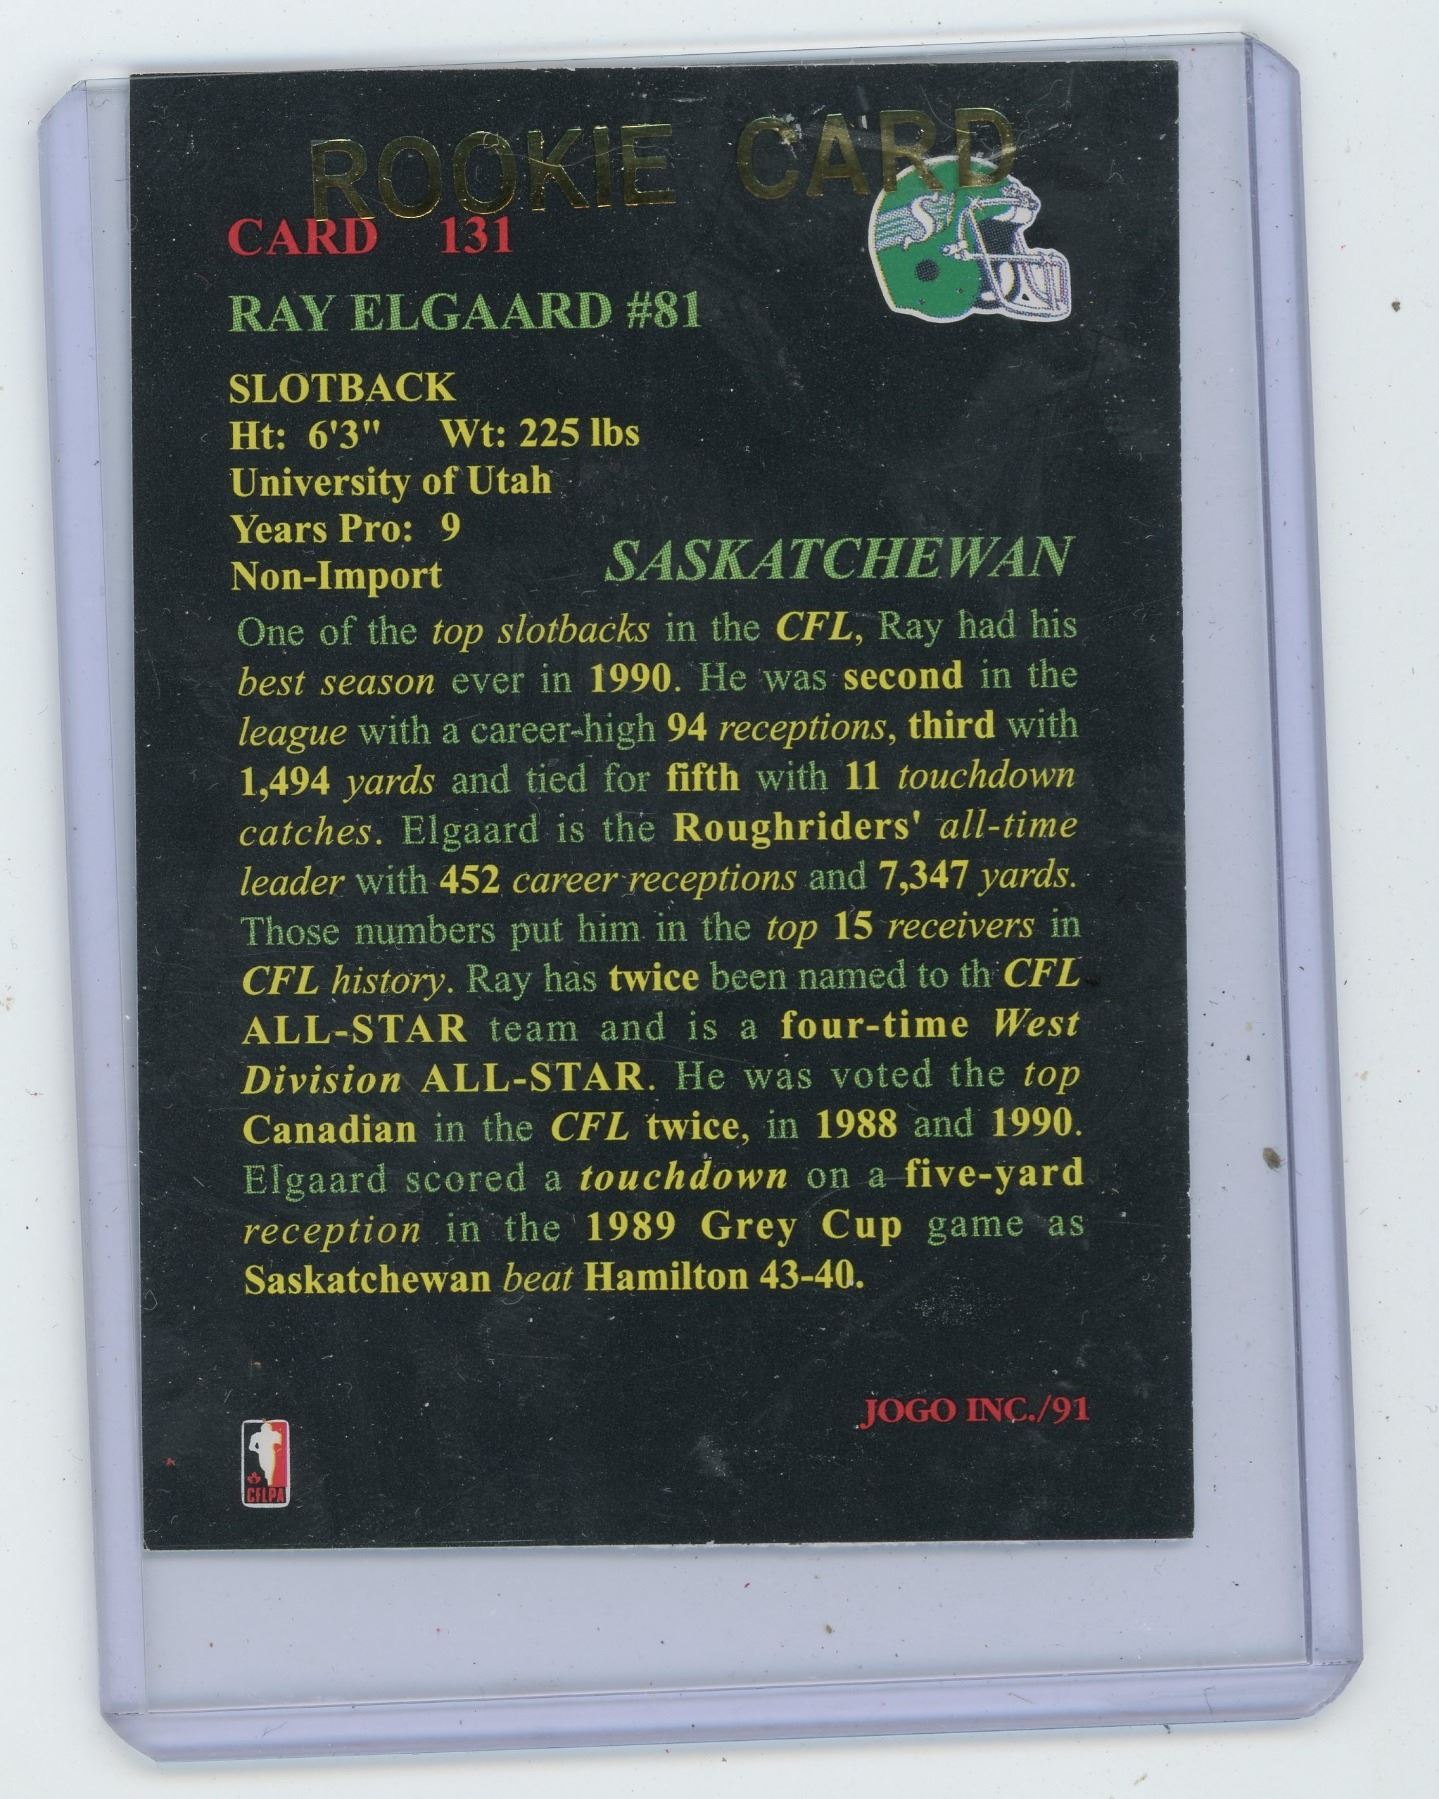 ROOKIE CARD
CARD 131
RAY ELGAARD #81
SLOTBACK
Ht: 6'3" Wt: 225 lbs
University of Utah
Years Pro: 9
Non-Import
SASKATCHEWAN
One of the top slotbacks in the CFL, Ray had his
best season ever in 1990. He was second in the
league with a career-high 94 receptions, third with
1,494 yards and tied for fifth with 11 touchdown
catches. Elgaard is the Roughriders' all-time
leader with 452 career receptions and 7,347 yards.
Those numbers put him in the top 15 receivers in
CFL history. Ray has twice been named to th CFL
ALL-STAR team and is a four-time West
Division ALL-STAR. He was voted the top
Canadian in the CFL twice, in 1988 and 1990.
Elgaard scored a touchdown on a five-yard
reception in the 1989 Grey Cup game as
Saskatchewan beat Hamilton 43-40.
JOGO INC./91
CFLPA